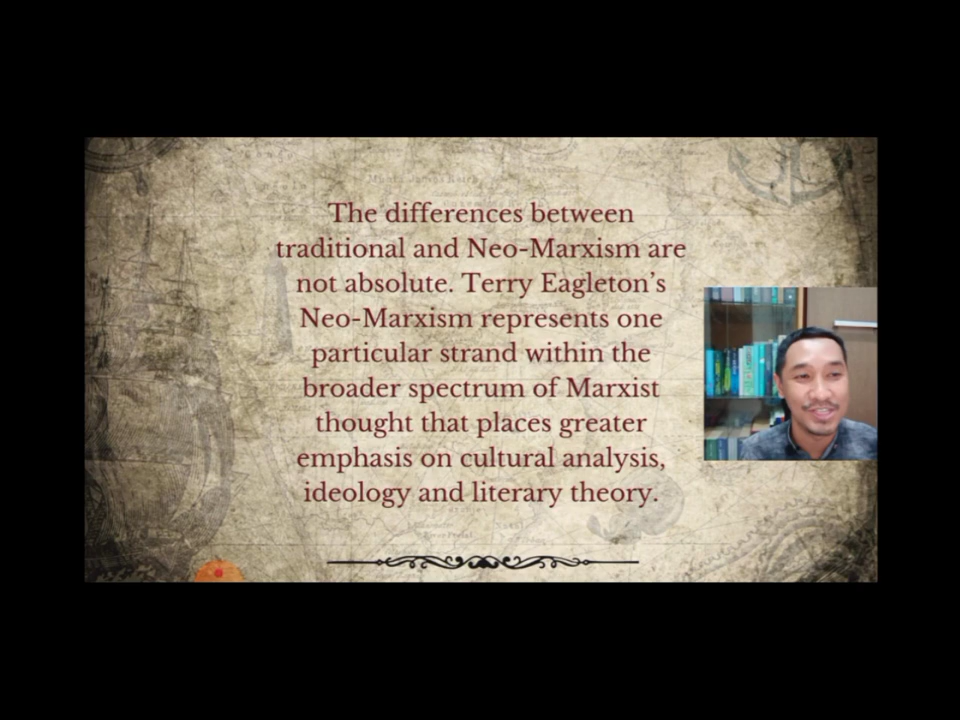 The differences between
traditional and Neo-Marxism are
not absolute. Terry Eagleton's
Neo-Marxism represents one
particular strand within the
broader spectrum of Marxist
thought that places greater
emphasis on cultural analysis,
ideology and literary theory.